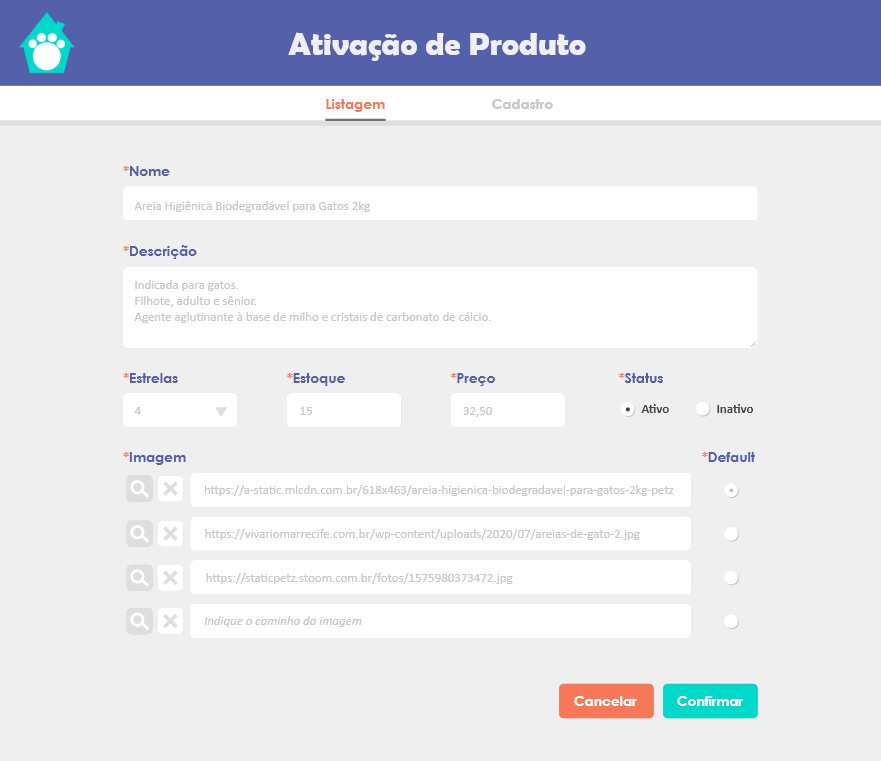 Ativação de Produto
Listagem
Cadastro
*Nome
Areia Higiênica Biodegradável para Gatos 2kg
*Descrição
Indicada para gatos.
Filhote, adulto e sênior.
Agente aglutinante à base de milho e cristais de carbonato de cálcio.
*Estrelas
*Estoque
*Preço
*Status
4
15
32,50
Ativo
Inativo
*Imagem
*Default
https://a-static.mlcdn.com.br/618x463/areia-higienica-biodegradavel-para-gatos-2kg-petz
https://vivariomarrecife.com.br/wp-content/uploads/2020/07/areias-de-gato-2.jpg
https://staticpetz.stoom.com.br/fotos/1575980373472.jpg
Indique o caminho da imagem
Cancelar
Confirmar